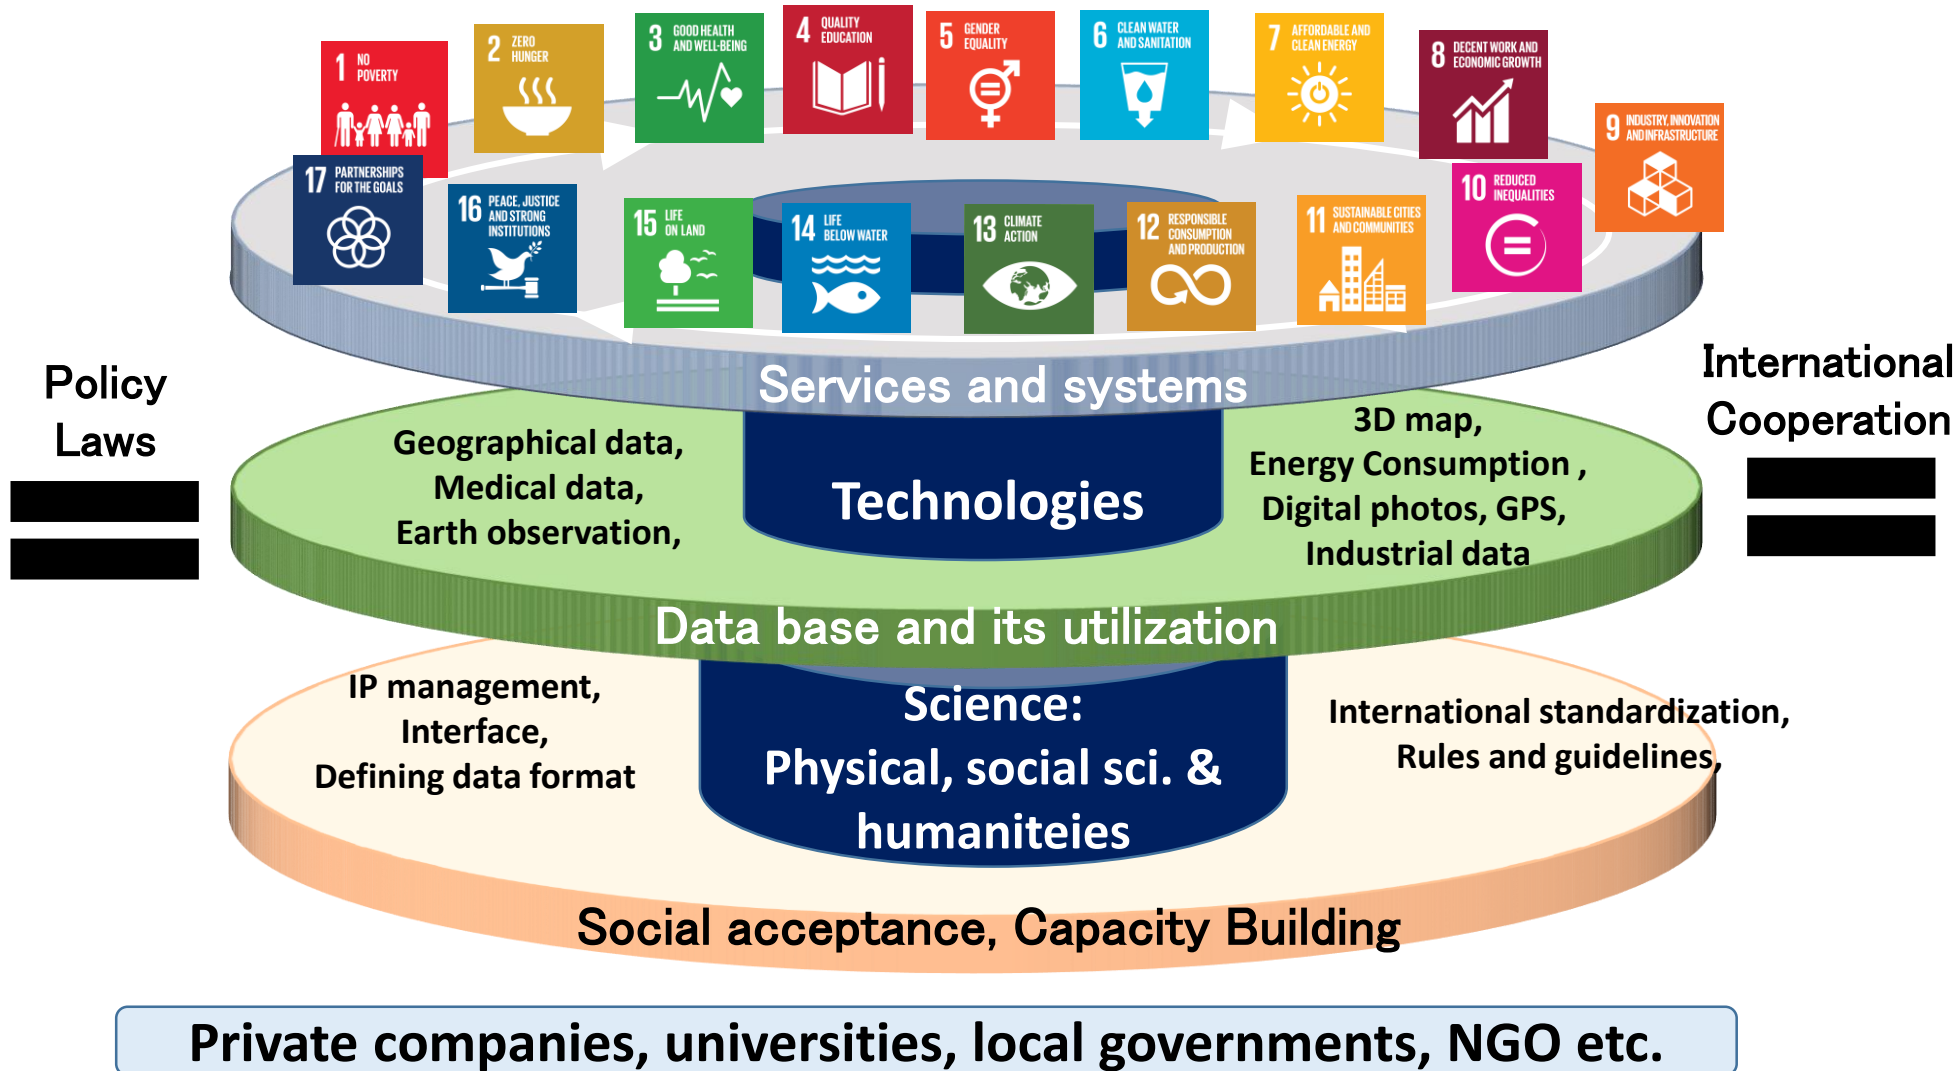 1 NO
POVERTY
2 ZERO
HUNGER
3 GOOD HEALTH
AND WELL-BEING
4 QUALITY
EDUCATION
5 GENDER
EQUALITY
6 CLEAN WATER
AND SANITATION
7 AFFORDABLE AND
CLEAN ENERGY
8 DECENT WORK AND
ECONOMIC GROWTH
9 INDUSTRY, INNOVATION
AND INFRASTRUCTURE
17 PARTNERSHIPS
FOR THE GOALS
16 PEACE, JUSTICE
AND STRONG
INSTITUTIONS
15 LIFE
ON LAND
14 LIFE
BELOW WATER
13 CLIMATE
ACTION
12 RESPONSIBLE
CONSUMPTION
AND PRODUCTION
11 SUSTAINABLE CITIES
AND COMMUNITIES
10 REDUCED
INEQUALITIES
Services and systems
Policy
Laws
International
Cooperation
Geographical data,
Medical data,
Earth observation,
Technologies
3D map,
Energy Consumption ,
Digital photos, GPS,
Industrial data
Data base and its utilization
IP management,
Interface,
Defining data format
Science:
Physical, social sci. &
humaniteies
International standardization,
Rules and guidelines,
Social acceptance, Capacity Building
Private companies, universities, local governments, NGO etc.